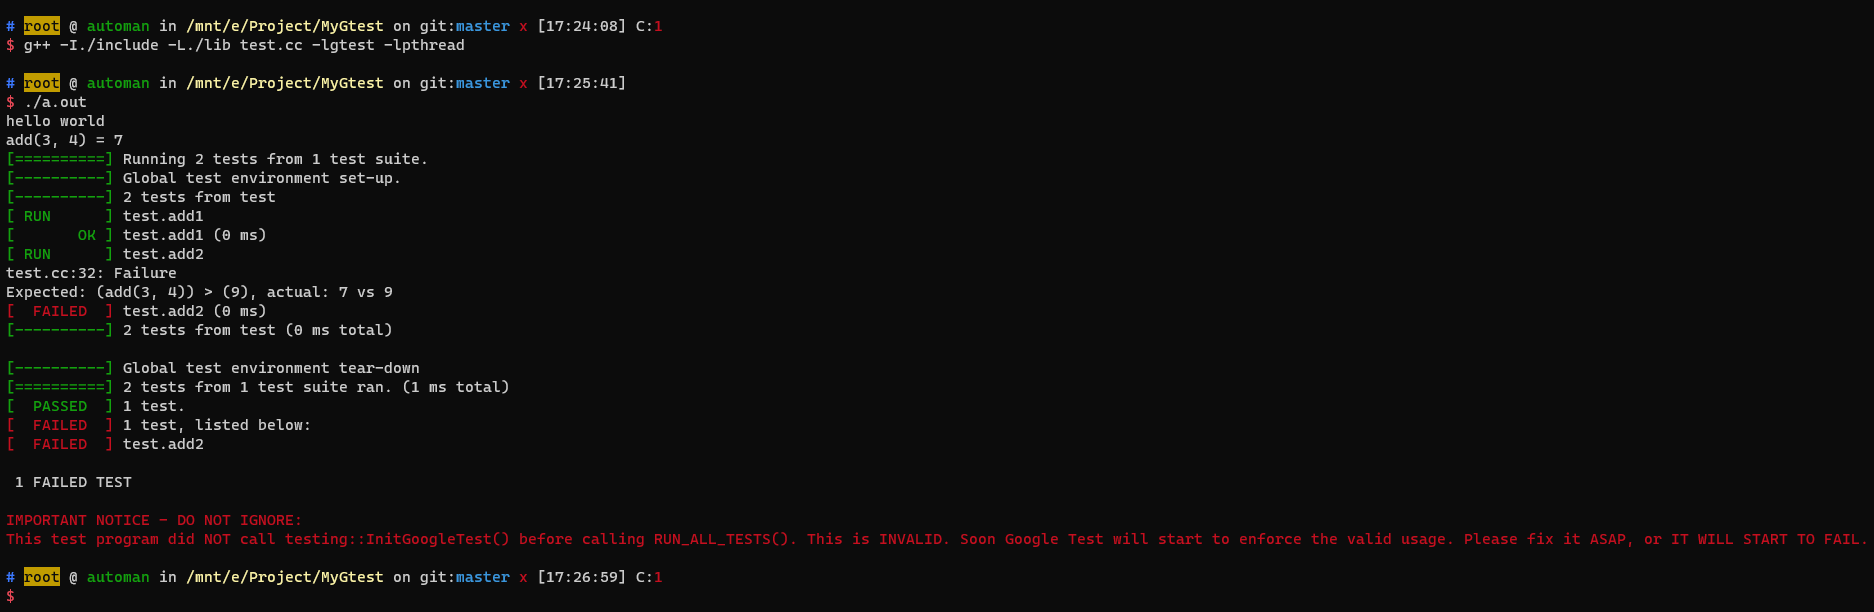 # root @ automan in /mnt/e/Project/MyGtest on git:master x [17:24:08] C:1
$ g++ -I./include -L./lib test.cc -lgtest -lpthread
# root @ automan in /mnt/e/Project/MyGtest on git:master x [17:25:41]
$ ./a.out
hello world
add(3, 4) = 7
[==========] Running 2 tests from 1 test suite.
[----------] Global test environment set-up.
[----------] 2 tests from test
[ RUN      ] test.add1
[       OK ] test.add1 (0 ms)
[ RUN      ] test.add2
test.cc:32: Failure
Expected: (add(3, 4)) > (9), actual: 7 vs 9
[  FAILED  ] test.add2 (0 ms)
[----------] 2 tests from test (0 ms total)
[----------] Global test environment tear-down
[==========] 2 tests from 1 test suite ran. (1 ms total)
[  PASSED  ] 1 test.
[  FAILED  ] 1 test, listed below:
[  FAILED  ] test.add2
 1 FAILED TEST
IMPORTANT NOTICE - DO NOT IGNORE:
This test program did NOT call testing::InitGoogleTest() before calling RUN_ALL_TESTS(). This is INVALID. Soon Google Test will start to enforce the valid usage. Please fix it ASAP, or IT WILL START TO FAIL.
# root @ automan in /mnt/e/Project/MyGtest on git:master x [17:26:59] C:1
$